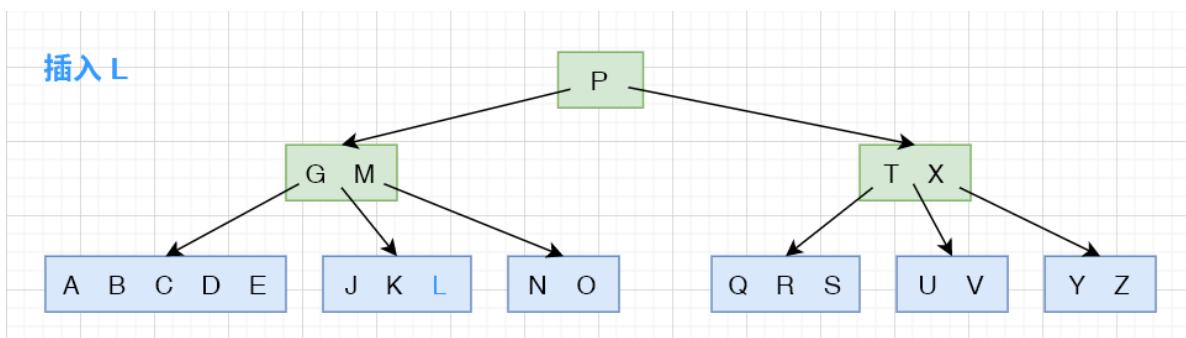 插入 L
P
G M
T X
A B C D E
J K L
N O
Q R S
U V
Y Z